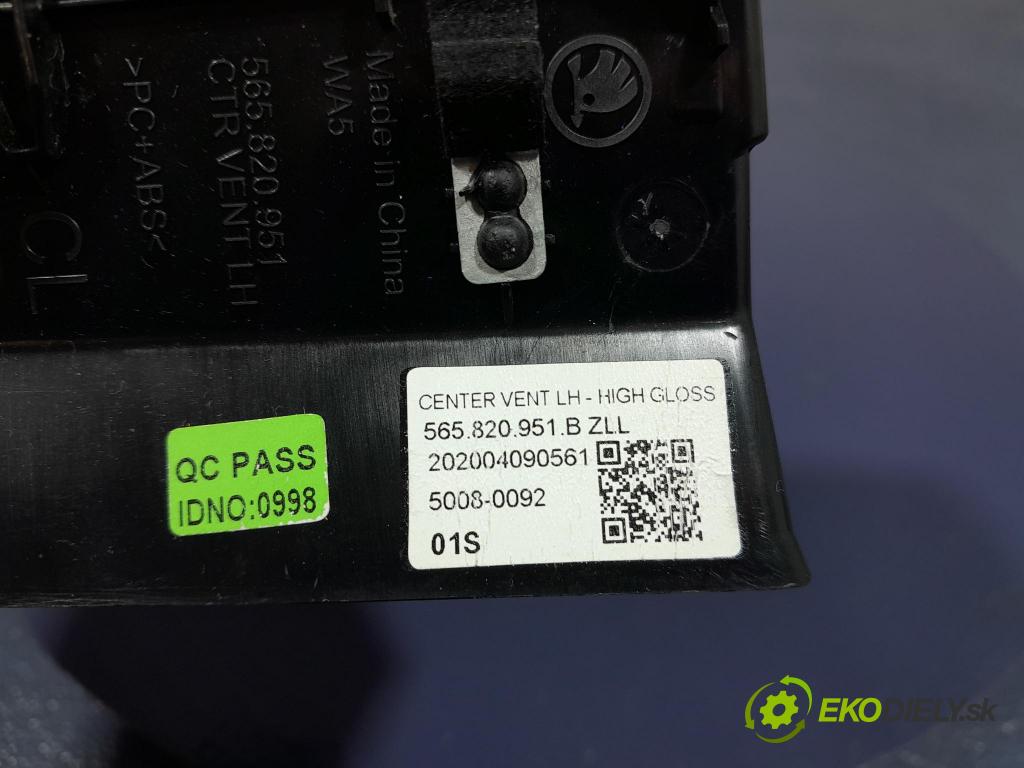 565.820.951
CTR VENT LH
>PC+ABS<
Made in China
WA5
CL
QC PASS
IDNO:0998
CENTER VENT LH - HIGH GLOSS
565.820.951.B ZLL
202004090561
5008-0092
01S
EKODIELY.sk